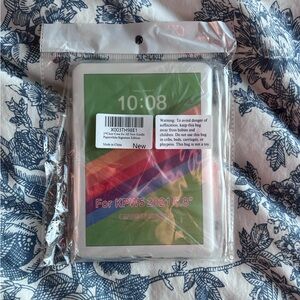 10:08
X003TH98E1
New
Made in China
Warning: To avoid danger of
suffocation, keep this bag
away from babies and
children. Do not use this bag
in cribs, beds, carriages, or
playpens. This bag is not a toy.
For KPW5 2021 6.8"